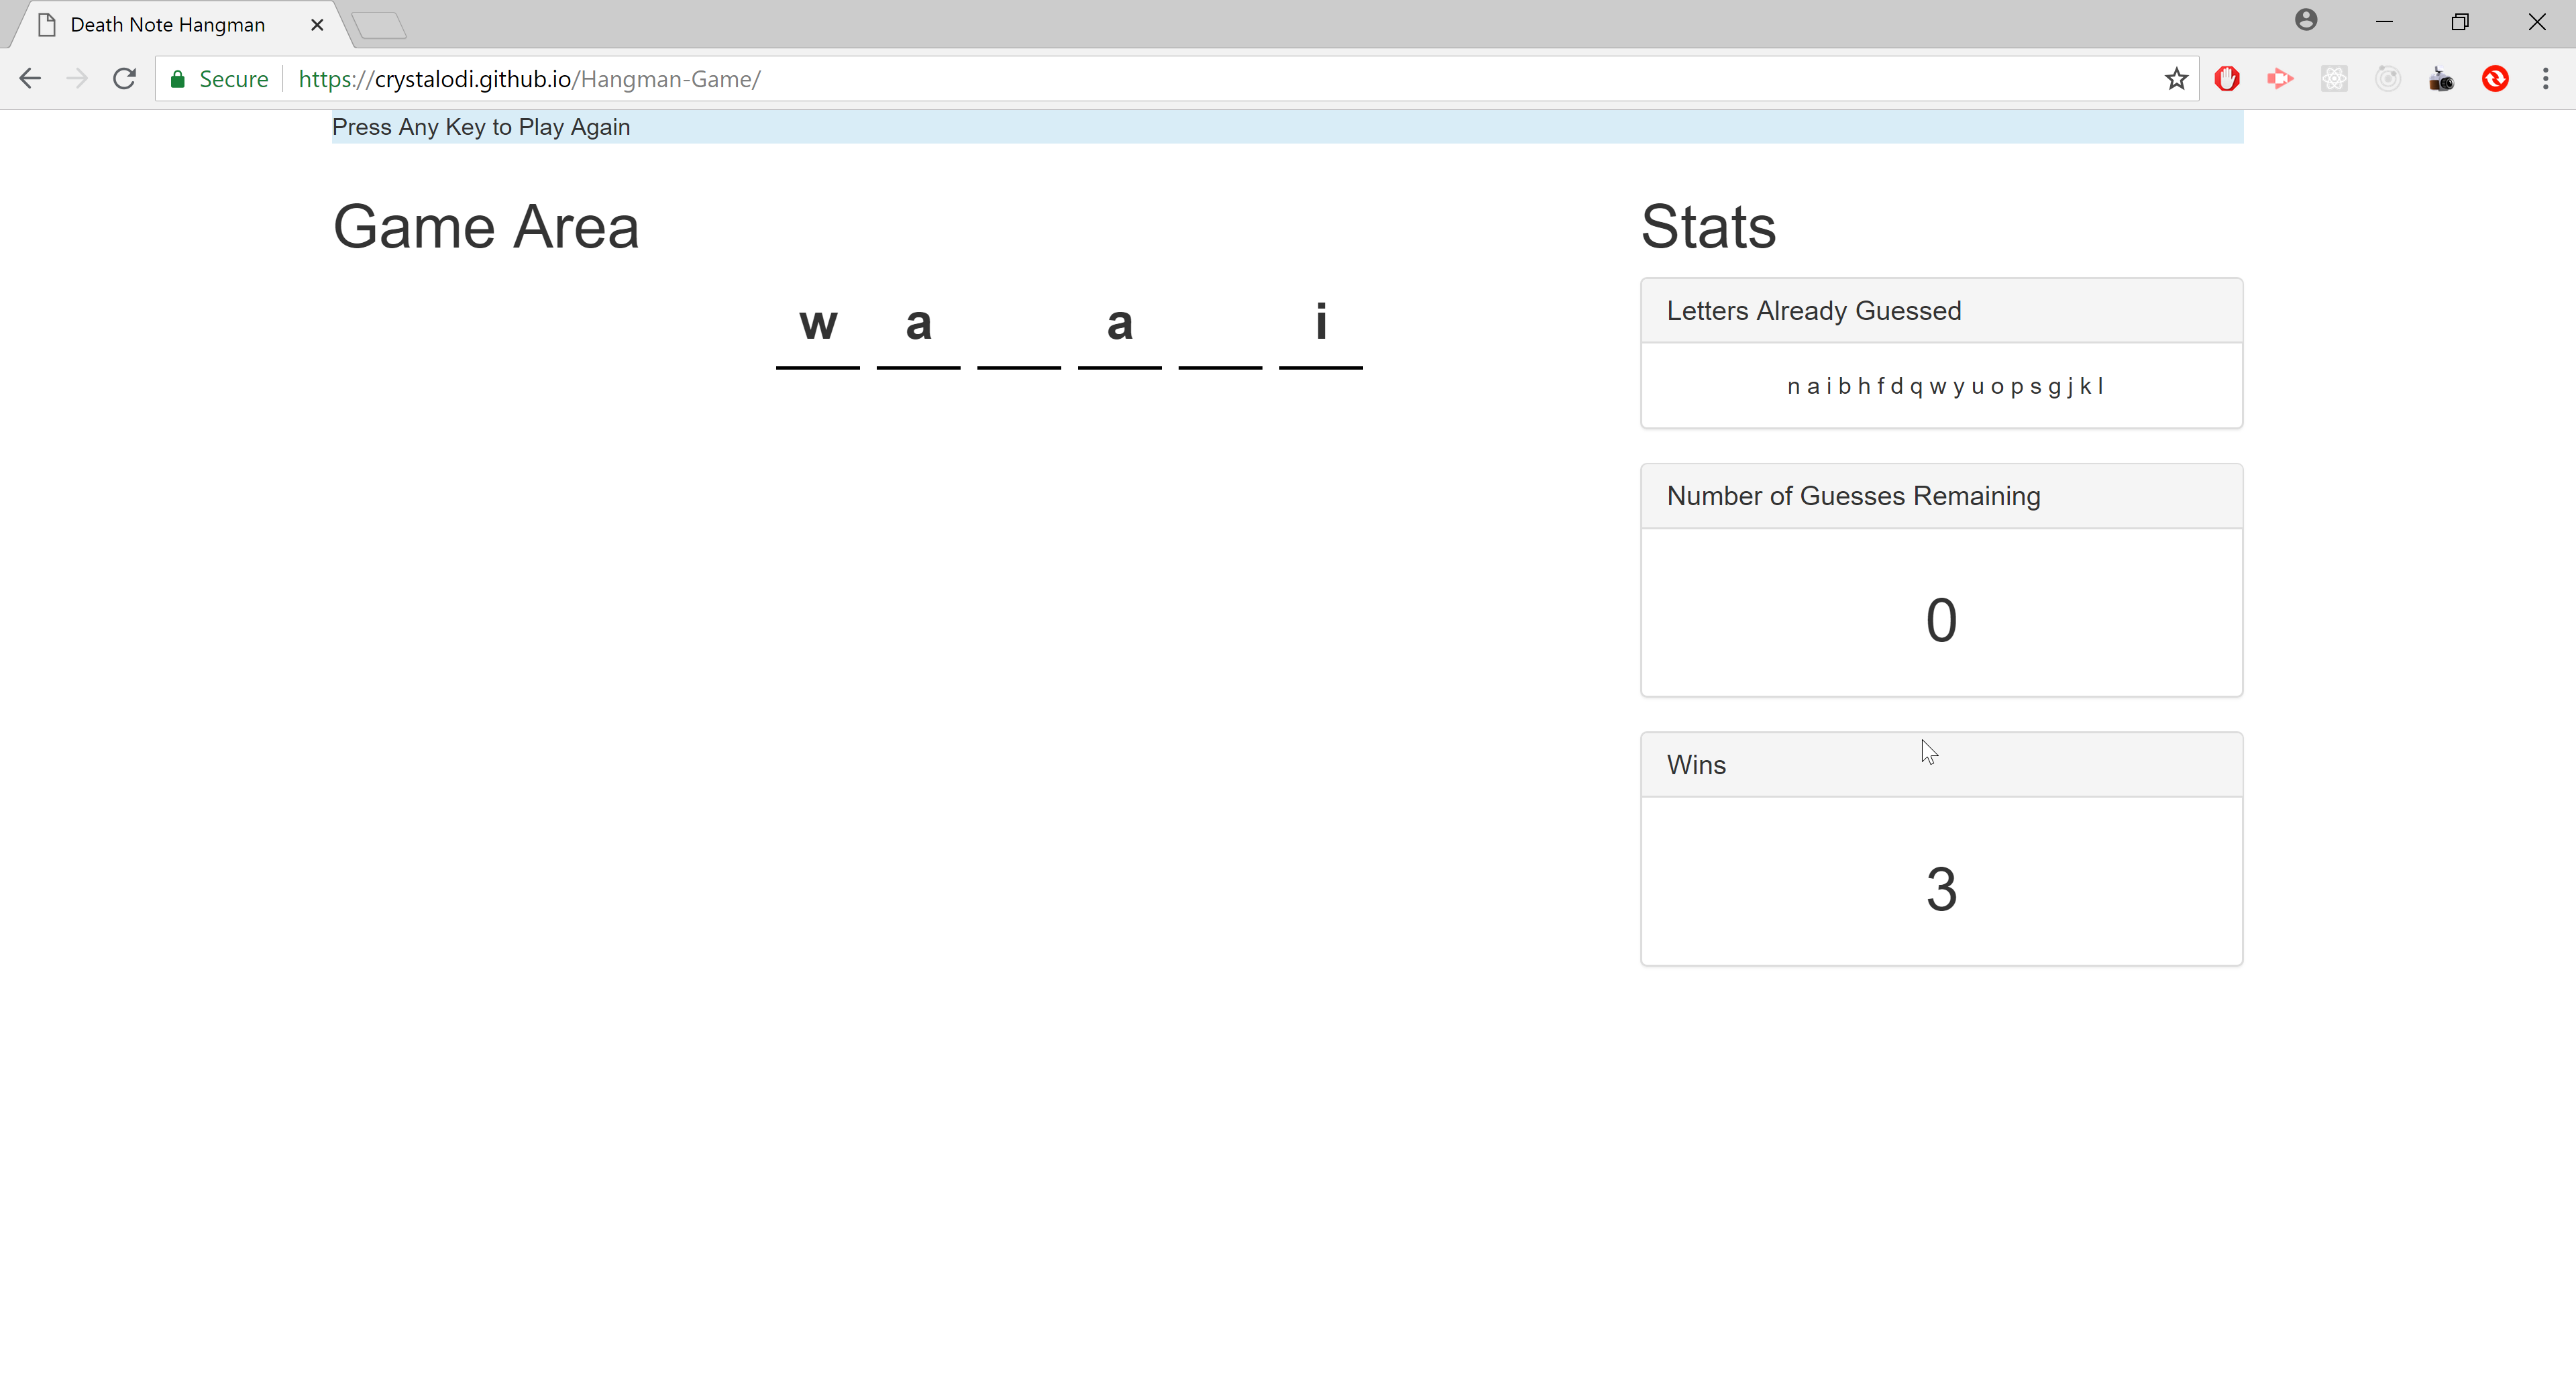 Death Note Hangman
Secure https://crystalodi.github.io/Hangman-Game/
Press Any Key to Play Again
Game Area
w a a i
Stats
Letters Already Guessed
n a i b h f d q w y u o p s g j k l
Number of Guesses Remaining
0
Wins
3